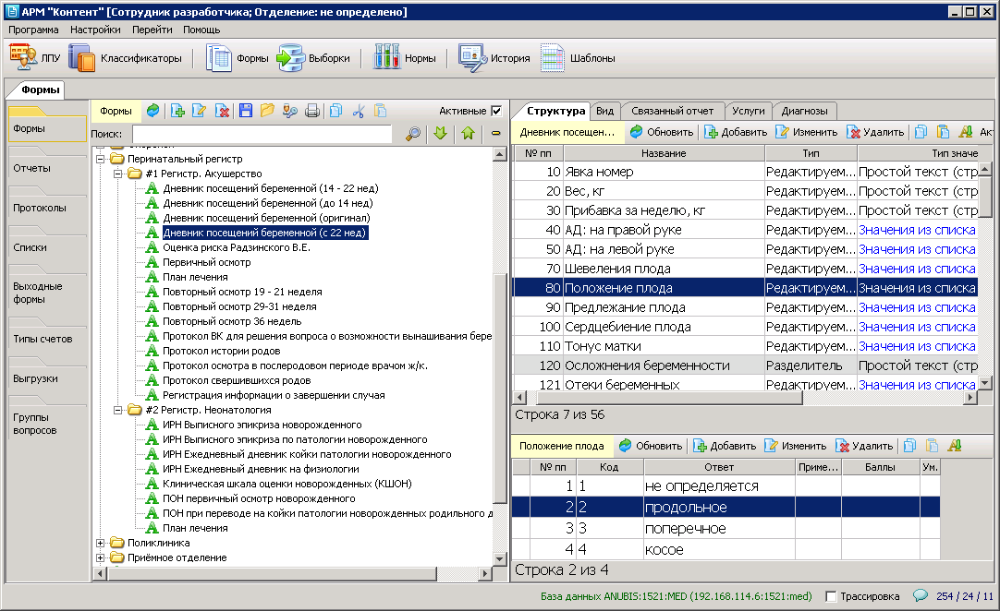 АРМ "Контент" [Сотрудник разработчика; Отделение: не определено]
Программа Настройки Перейти Помощь
ЛПУ Классификаторы Формы Выборки Нормы История Шаблоны
Формы
Формы
Отчеты
Протоколы
Списки
Выходные
формы
Типы счетов
Выгрузки
Группы
вопросов
Формы Активные
Поиск:
Перинатальный регистр
#1 Регистр. Акушерство
Дневник посещений беременной (14 - 22 нед)
Дневник посещений беременной (до 14 нед)
Дневник посещений беременной (оригинал)
Дневник посещений беременной (с 22 нед)
Оценка риска Радзинского В.Е.
Первичный осмотр
План лечения
Повторный осмотр 19 - 21 неделя
Повторный осмотр 29-31 неделя
Повторный осмотр 36 недель
Протокол ВК для решения вопроса о возможности вынашивания бере
Протокол истории родов
Протокол осмотра в послеродовом периоде врачом ж/к.
Протокол свершившихся родов
Регистрация информации о завершении случая
#2 Регистр. Неонатология
ИРН Выписного эпикриза новорожденного
ИРН Выписного эпикриза по патологии новорожденного
ИРН Ежедневный дневник койки патологии новорожденного
ИРН Ежедневный дневник на физиологии
Клиническая шкала оценки новорожденных (КШОН)
ПОН первичный осмотр новорожденного
ПОН при переводе на койки патологии новорожденных родильного д
План лечения
Поликлиника
Приёмное отделение
Структура Вид Связанный отчет Услуги Диагнозы
Дневник посещен... Обновить Добавить Изменить Удалить Ак
№ пп Название Тип Тип значе
10 Явка номер Редактируем... Простой текст (стр
20 Вес, кг Редактируем... Простой текст (стр
30 Прибавка за неделю, кг Редактируем... Простой текст (стр
40 АД: на правой руке Редактируем... Значения из списка
50 АД: на левой руке Редактируем... Значения из списка
70 Шевеления плода Редактируем... Значения из списка
80 Положение плода Редактируем... Значения из списка
90 Предлежание плода Редактируем... Значения из списка
100 Сердцебиение плода Редактируем... Значения из списка
110 Тонус матки Редактируем... Значения из списка
120 Осложнения беременности Разделитель Простой текст (стр
121 Отеки беременных Редактируем... Значения из списка
Строка 7 из 56
Положение плода Обновить Добавить Изменить Удалить
№ пп Код Ответ Приме... Баллы Ум.
1 1 не определяется
2 2 продольное
3 3 поперечное
4 4 косое
Строка 2 из 4
База данных ANUBIS:1521:MED (192.168.114.6:1521:med) Трассировка 254 / 24 / 11